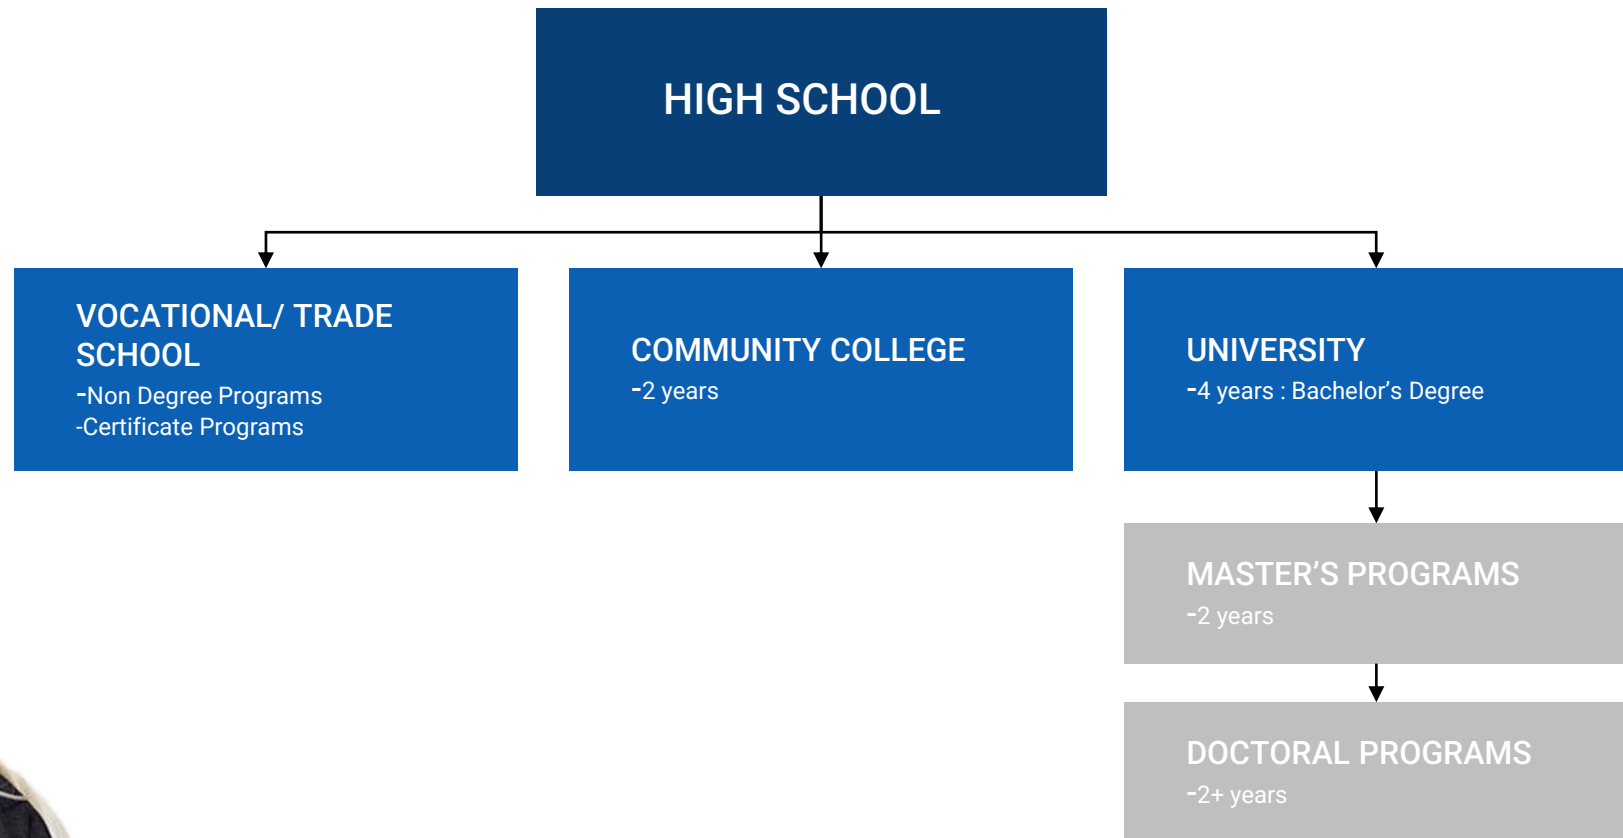 HIGH SCHOOL
VOCATIONAL/ TRADE
SCHOOL
-Non Degree Programs
-Certificate Programs
COMMUNITY COLLEGE
-2 years
UNIVERSITY
-4 years : Bachelor’s Degree
MASTER’S PROGRAMS
-2 years
DOCTORAL PROGRAMS
-2+ years